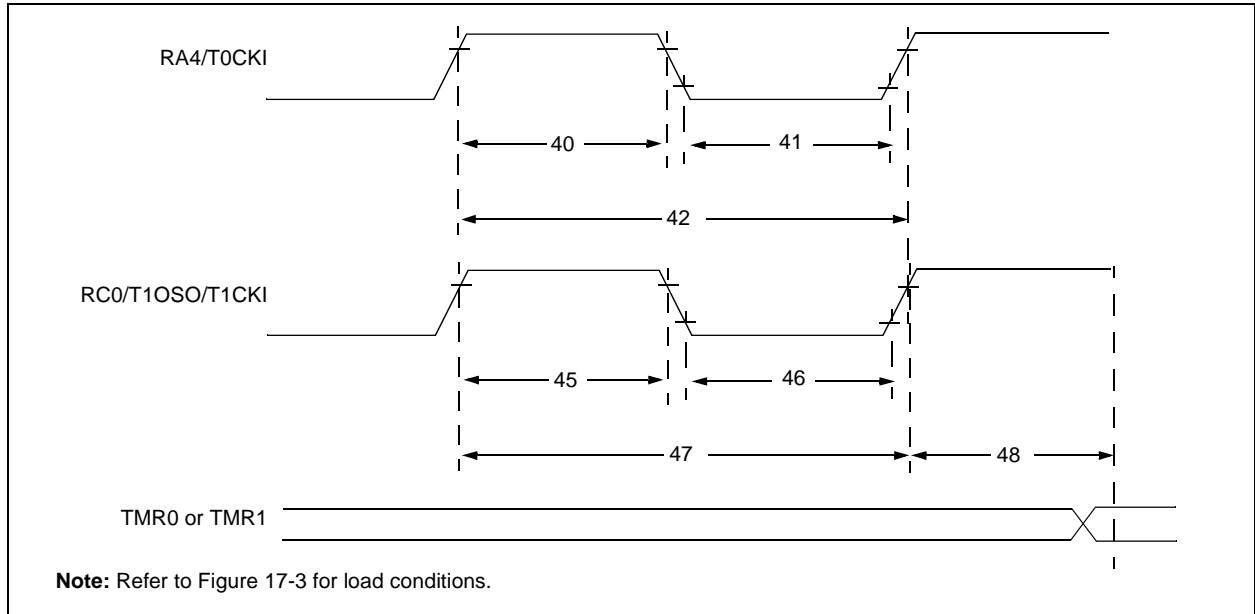 RA4/T0CKI
40
41
42
RC0/T1OSO/T1CKI
45
46
47
48
TMR0 or TMR1
Note: Refer to Figure 17-3 for load conditions.